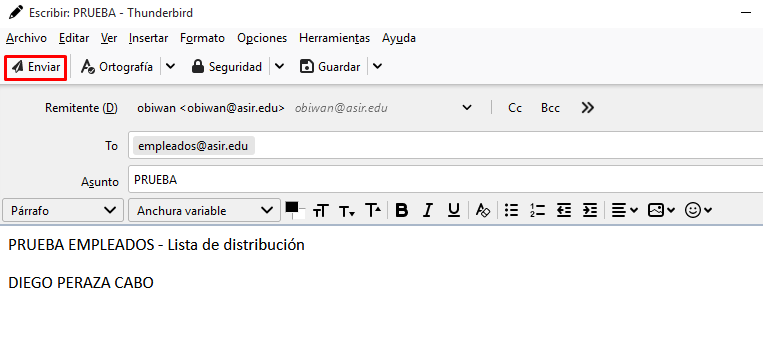 Escribir: PRUEBA - Thunderbird
Archivo Editar Ver Insertar Formato Opciones Herramientas Ayuda
Enviar Ortografía Seguridad Guardar
Remitente (D) obiwan <obiwan@asir.edu> obiwan@asir.edu Cc Bcc
To empleados@asir.edu
Asunto PRUEBA
Párrafo Anchura variable B I U
PRUEBA EMPLEADOS - Lista de distribución
DIEGO PERAZA CABO